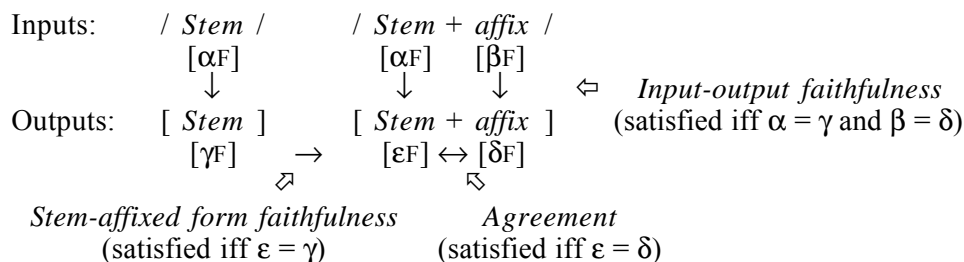 Inputs: / Stem / / Stem + affix /
[αF] [αF] [βF]
↓ ↓ ↓ ⇦ Input-output faithfulness
Outputs: [ Stem ] [ Stem + affix ] (satisfied iff α = γ and β = δ)
[γF] → [εF] ↔ [δF]
Stem-affixed form faithfulness Agreement
(satisfied iff ε = γ) (satisfied iff ε = δ)